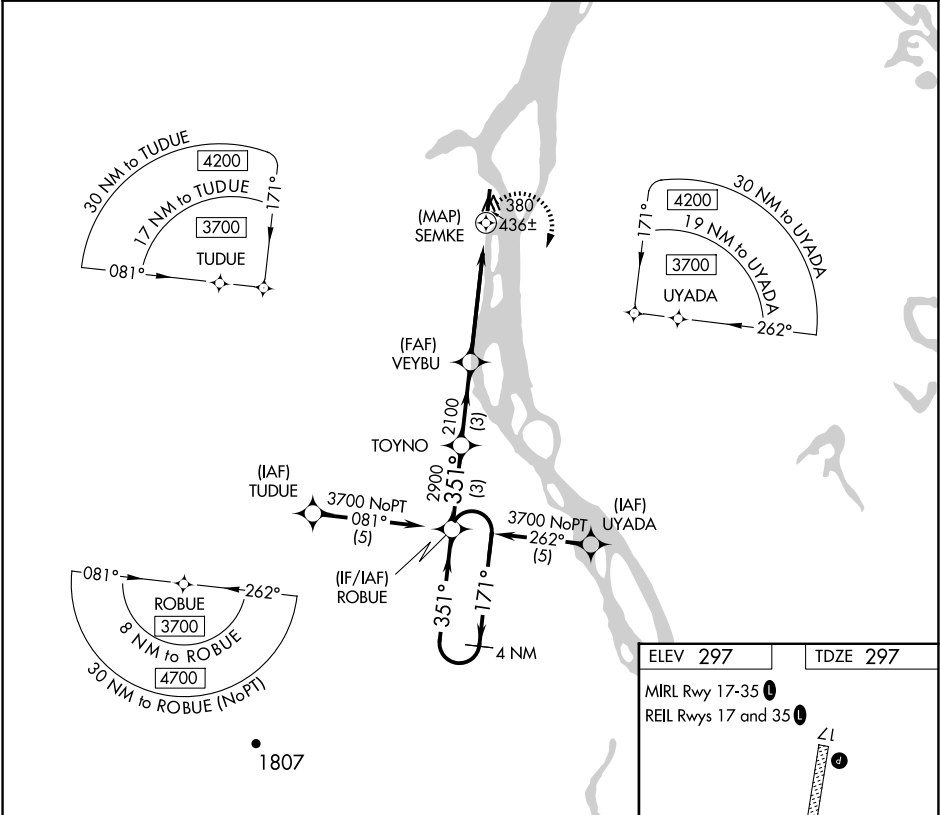 30 NM to TUDUE
4200
17 NM to TUDUE
3700
TUDUE
081°
171°
(MAP)
SEMKE
380
436±
30 NM to UYADA
4200
19 NM to UYADA
3700
UYADA
171°
262°
(FAF)
VEYBU
2100
(3)
TOYNO
2900
351°
(3)
(IAF)
TUDUE
3700 NoPT
081°
(5)
3700 NoPT
262°
(5)
(IAF)
UYADA
(IF/IAF)
ROBUE
351°
171°
4 NM
081°
262°
ROBUE
3700
8 NM to ROBUE
4700
30 NM to ROBUE (NoPT)
1807
ELEV 297
TDZE 297
MIRL Rwy 17-35 L
REIL Rwys 17 and 35 L
17
P